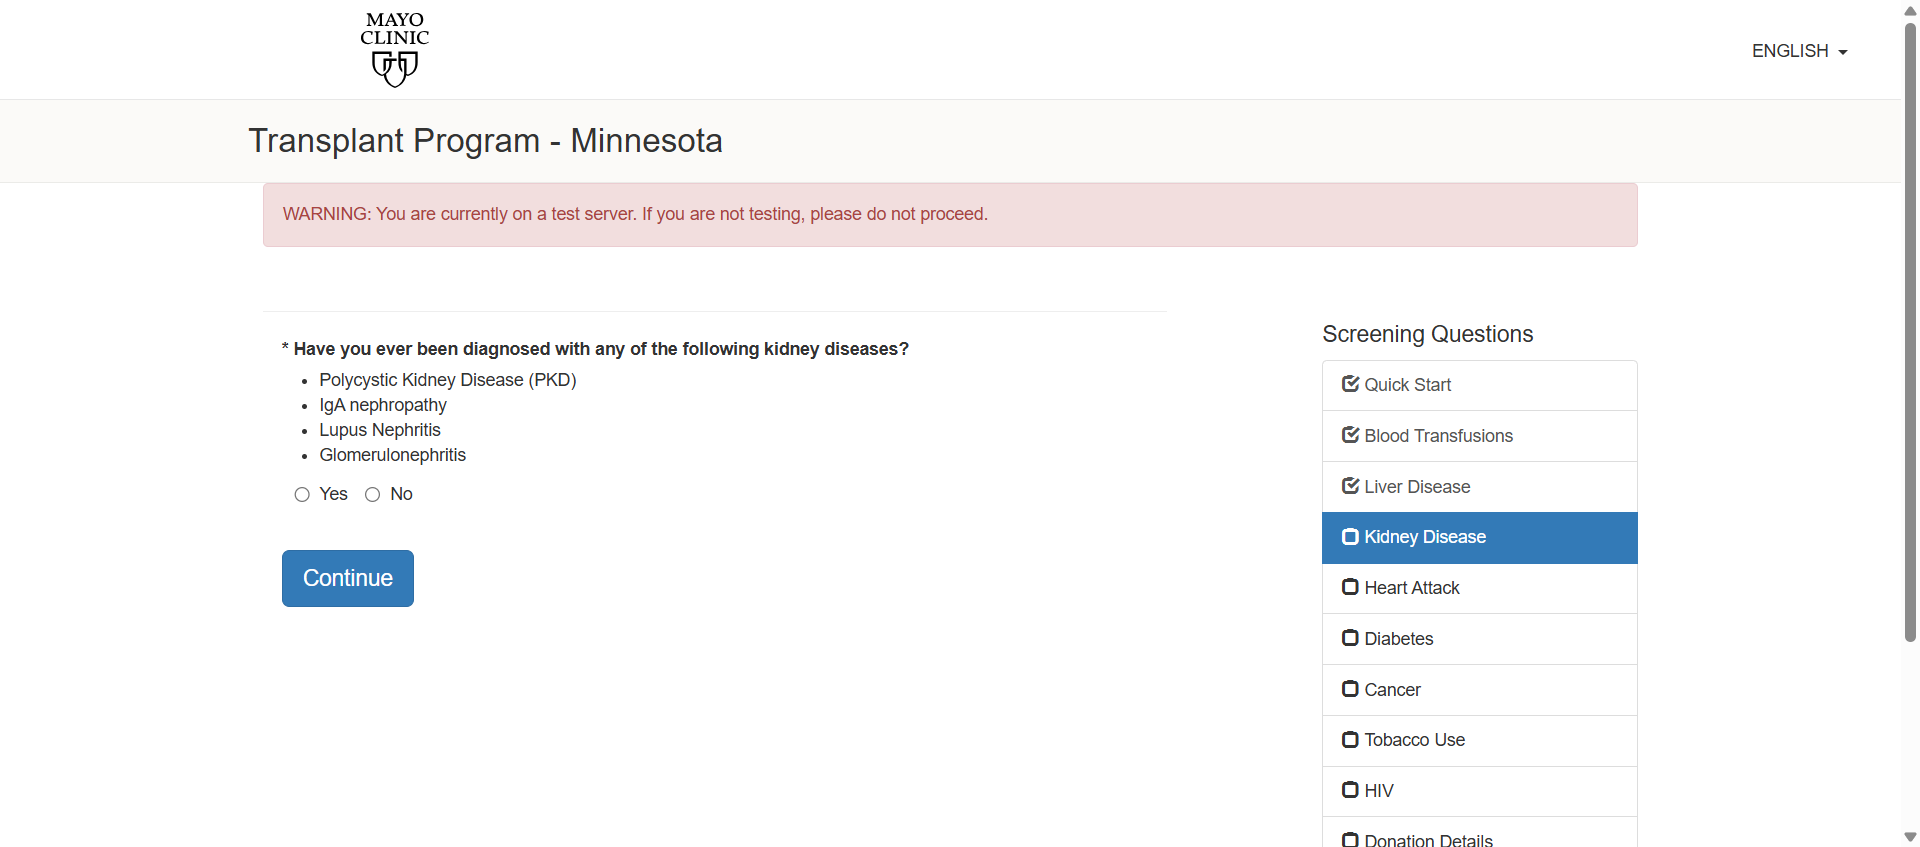 MAYO
CLINIC
ENGLISH
Transplant Program - Minnesota
WARNING: You are currently on a test server. If you are not testing, please do not proceed.
* Have you ever been diagnosed with any of the following kidney diseases?
Polycystic Kidney Disease (PKD)
IgA nephropathy
Lupus Nephritis
Glomerulonephritis
Yes No
Continue
Screening Questions
Quick Start
Blood Transfusions
Liver Disease
Kidney Disease
Heart Attack
Diabetes
Cancer
Tobacco Use
HIV
Donation Details